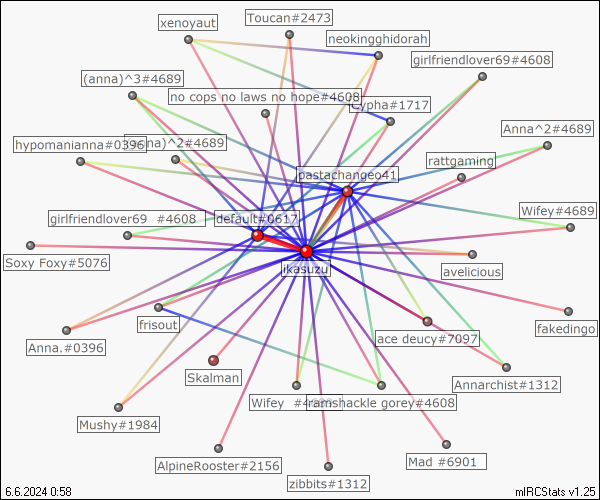 xenoyaut
Toucan#2473
neokingghidorah
girlfriendlover69#4608
(anna)^3#4689
no cops no laws no hope#4608
Cypha#1717
Anna^2#4689
hypomanianna#0396
na)^2#4689
rattgaming
pastachangeo41
Wifey#4689
girlfriendlover69 #4608
default#0617
Soxy Foxy#5076
avelicious
ikasuzu
frisout
fakedingo
Anna.#0396
ace deucy#7097
Skalman
Annarchist#1312
Wifey
ramshackle gorey#4608
Mushy#1984
AlpineRooster#2156
Mad #6901
zibbits#1312
6.6.2024 0:58
mIRCStats v1.25